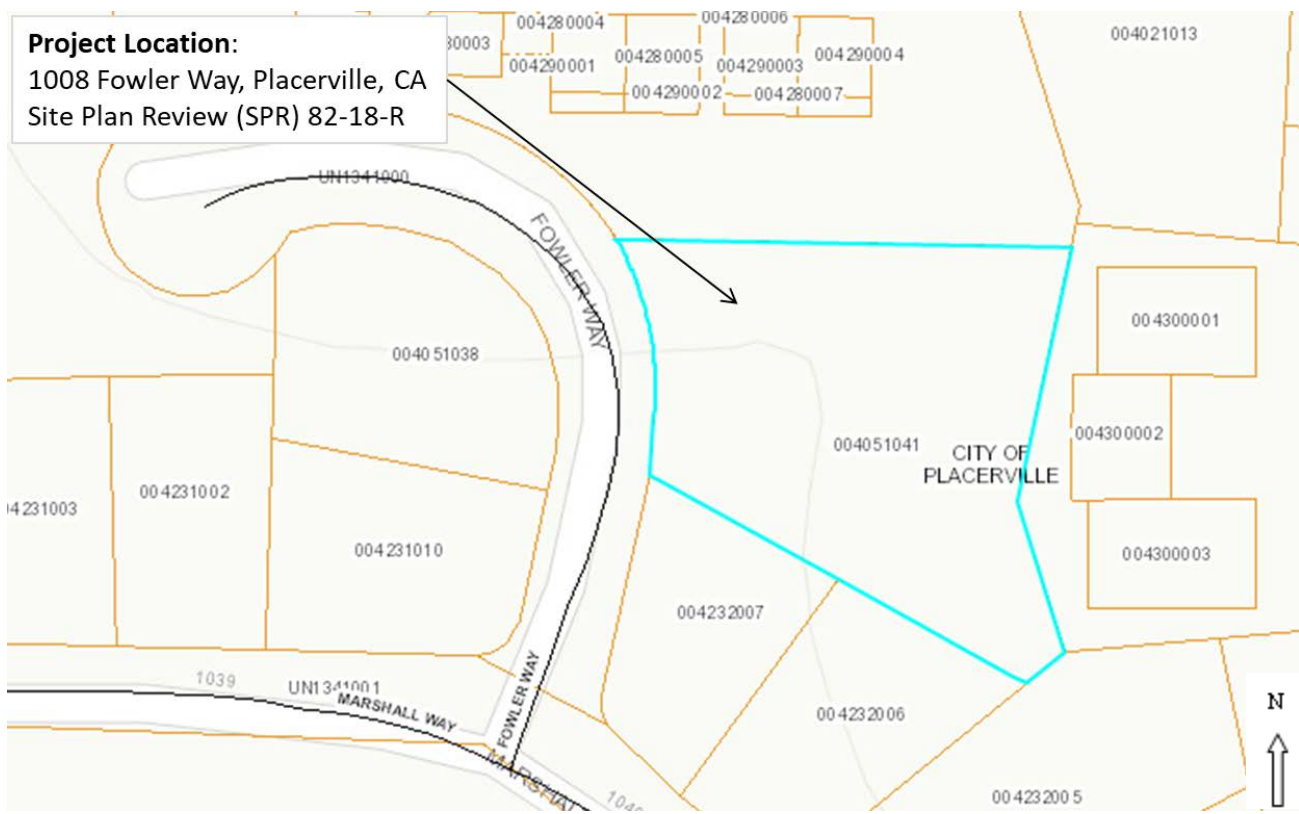 Project Location:
1008 Fowler Way, Placerville, CA
Site Plan Review (SPR) 82-18-R
004280004
004280006
004021013
004280005
004290001
004290003
004290004
004290002
004280007
UN1341000
FOWLER WAY
004300001
004051038
004300002
004051041
CITY OF
PLACERVILLE
004231002
004231010
004300003
004232007
FOWLER WAY
1039
UN1341001
MARSHALL WAY
004232006
N
004232005